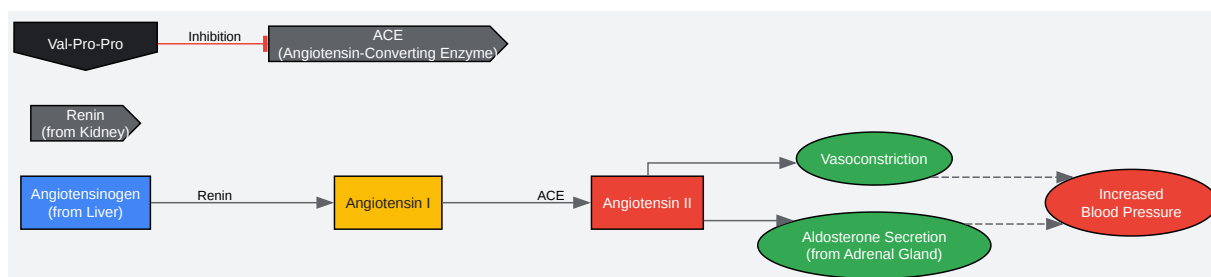 Val-Pro-Pro
Inhibition
ACE
(Angiotensin-Converting Enzyme)
Renin
(from Kidney)
Angiotensinogen
(from Liver)
Renin
Angiotensin I
ACE
Angiotensin II
Vasoconstriction
Aldosterone Secretion
(from Adrenal Gland)
Increased
Blood Pressure